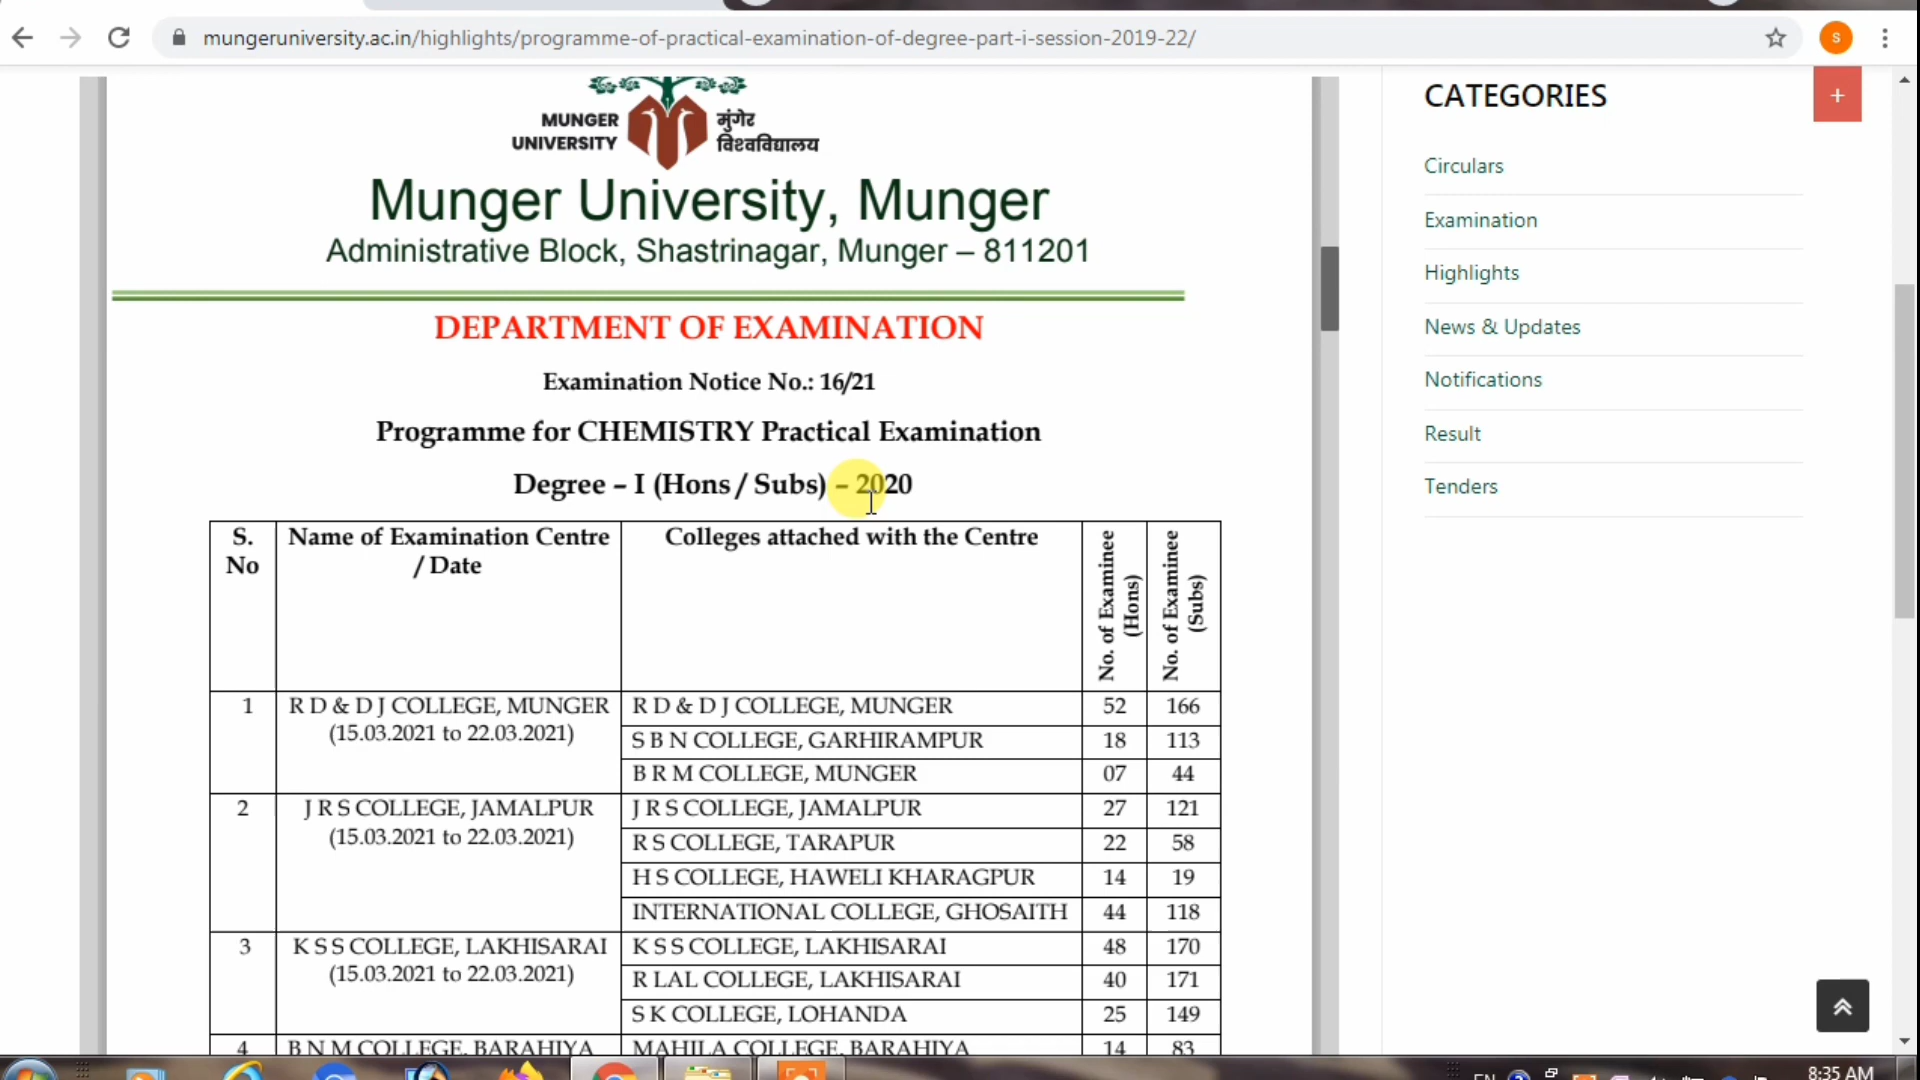 mungeruniversity.ac.in/highlights/programme-of-practical-examination-of-degree-part-i-session-2019-22/
S
MUNGER
UNIVERSITY
मुंगेर
विश्वविद्यालय
Munger University, Munger
Administrative Block, Shastrinagar, Munger – 811201
DEPARTMENT OF EXAMINATION
Examination Notice No.: 16/21
Programme for CHEMISTRY Practical Examination
Degree – I (Hons / Subs) – 2020
S. No | Name of Examination Centre / Date | Colleges attached with the Centre | No. of Examinee (Hons) | No. of Examinee (Subs)
1 | R D & D J COLLEGE, MUNGER | R D & D J COLLEGE, MUNGER | 52 | 166
(15.03.2021 to 22.03.2021)
S B N COLLEGE, GARHIRAMPUR | 18 | 113
B R M COLLEGE, MUNGER | 07 | 44
2 | J R S COLLEGE, JAMALPUR | J R S COLLEGE, JAMALPUR | 27 | 121
(15.03.2021 to 22.03.2021)
R S COLLEGE, TARAPUR | 22 | 58
H S COLLEGE, HAWELI KHARAGPUR | 14 | 19
INTERNATIONAL COLLEGE, GHOSAITH | 44 | 118
3 | K S S COLLEGE, LAKHISARAI | K S S COLLEGE, LAKHISARAI | 48 | 170
(15.03.2021 to 22.03.2021)
R LAL COLLEGE, LAKHISARAI | 40 | 171
S K COLLEGE, LOHANDA | 25 | 149
4 | B N M COLLEGE, BARAHIYA | MAHILA COLLEGE, BARAHIYA | 14 | 83
CATEGORIES
+
Circulars
Examination
Highlights
News & Updates
Notifications
Result
Tenders
EN
8:35 AM